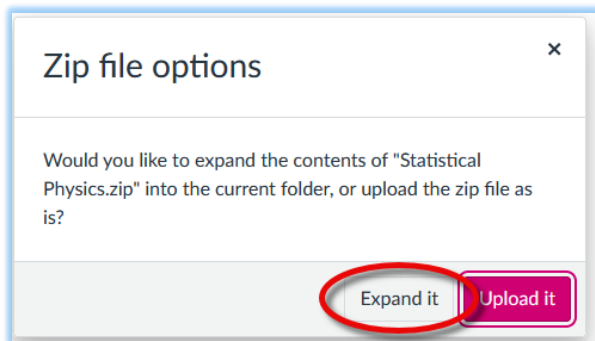 Zip file options
×
Would you like to expand the contents of "Statistical
Physics.zip" into the current folder, or upload the zip file as
is?
Expand it
Upload it